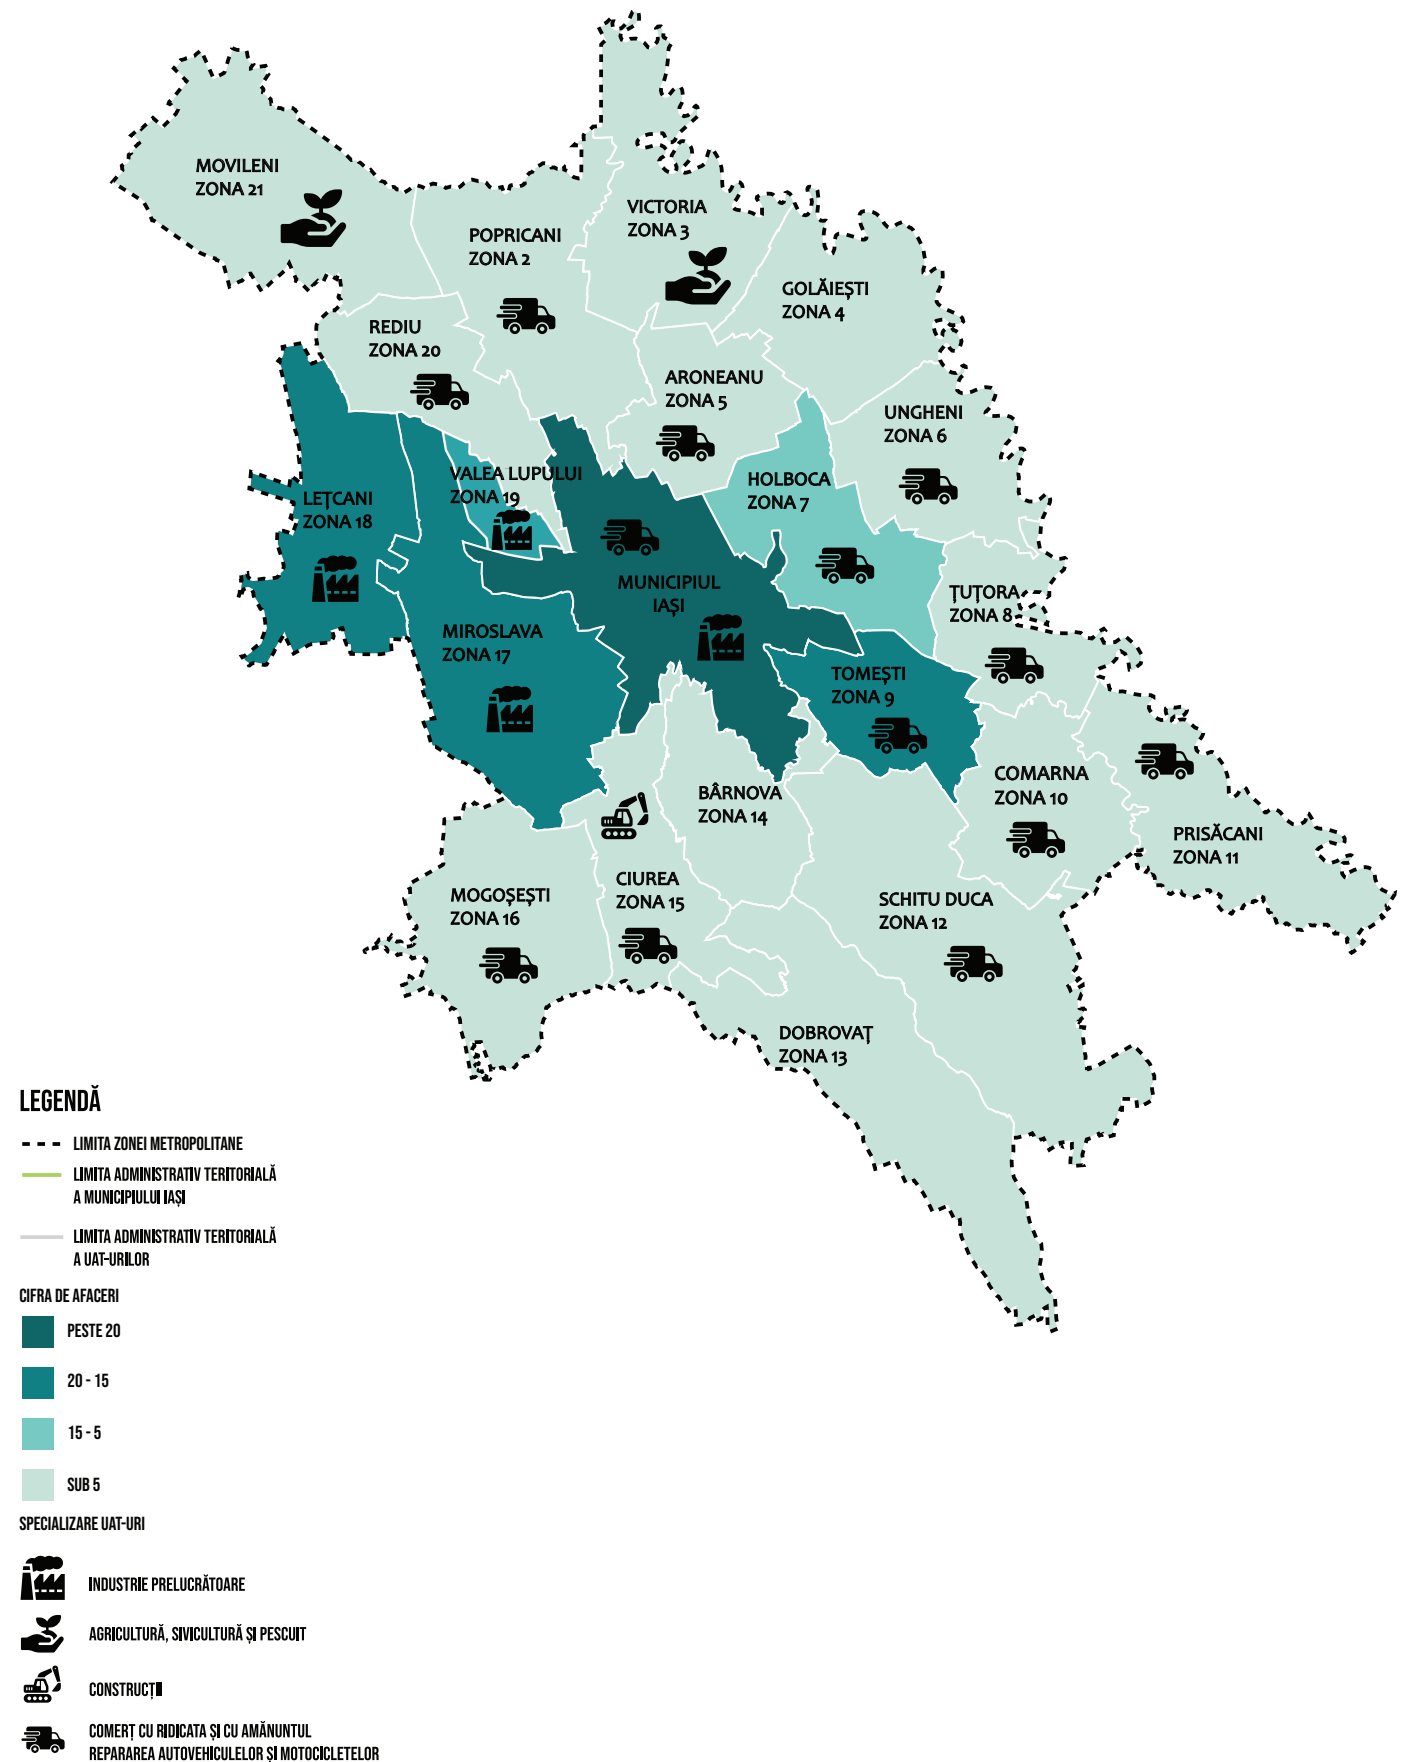 MOVILENI
ZONA 21
VICTORIA
ZONA 3
POPRICANI
ZONA 2
GOLĂIEȘTI
ZONA 4
REDIU
ZONA 20
ARONEANU
ZONA 5
UNGHENI
ZONA 6
VALEA LUPULUI
ZONA 19
HOLBOCA
ZONA 7
LEȚCANI
ZONA 18
MUNICIPIUL
IAȘI
ȚUȚORA
ZONA 8
MIROSLAVA
ZONA 17
TOMEȘTI
ZONA 9
COMARNA
ZONA 10
BÂRNOVA
ZONA 14
PRISĂCANI
ZONA 11
CIUREA
ZONA 15
MOGOȘEȘTI
ZONA 16
SCHITU DUCA
ZONA 12
DOBROVAȚ
ZONA 13
LEGENDĂ
LIMITA ZONEI METROPOLITANE
LIMITA ADMINISTRATIV TERITORIALĂ
A MUNICIPIULUI IAȘI
LIMITA ADMINISTRATIV TERITORIALĂ
A UAT-URILOR
CIFRA DE AFACERI
PESTE 20
20 - 15
15 - 5
SUB 5
SPECIALIZARE UAT-URI
INDUSTRIE PRELUCRĂTOARE
AGRICULTURĂ, SIVICULTURĂ ȘI PESCUIT
CONSTRUCȚII
COMERȚ CU RIDICATA ȘI CU AMĂNUNTUL
REPARAREA AUTOVEHICULELOR ȘI MOTOCICLETELOR